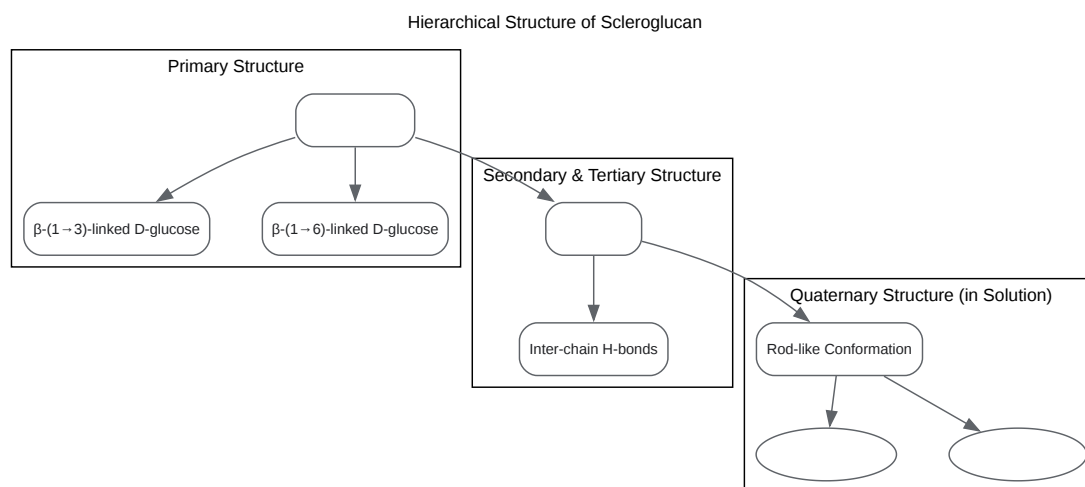 Hierarchical Structure of Scleroglucan
Primary Structure
β-(1→3)-linked D-glucose
β-(1→6)-linked D-glucose
Secondary & Tertiary Structure
Inter-chain H-bonds
Quaternary Structure (in Solution)
Rod-like Conformation